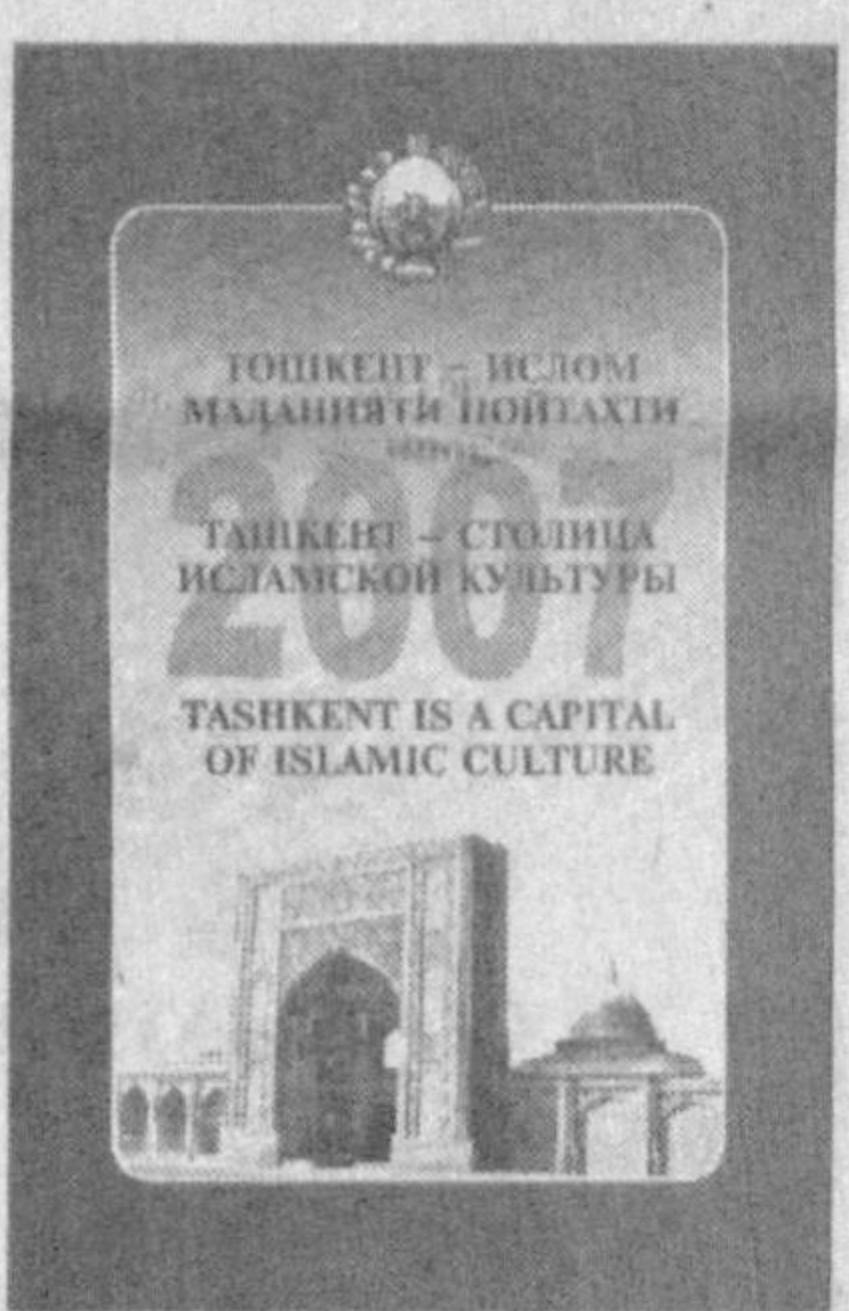 ТОШКЕНТ – ИСЛОМ
МАДАНИЯТИ ПОЙТАХТИ
2007
ТАШКЕНТ – СТОЛИЦА
ИСЛАМСКОЙ КУЛЬТУРЫ
TASHKENT IS A CAPITAL
OF ISLAMIC CULTURE